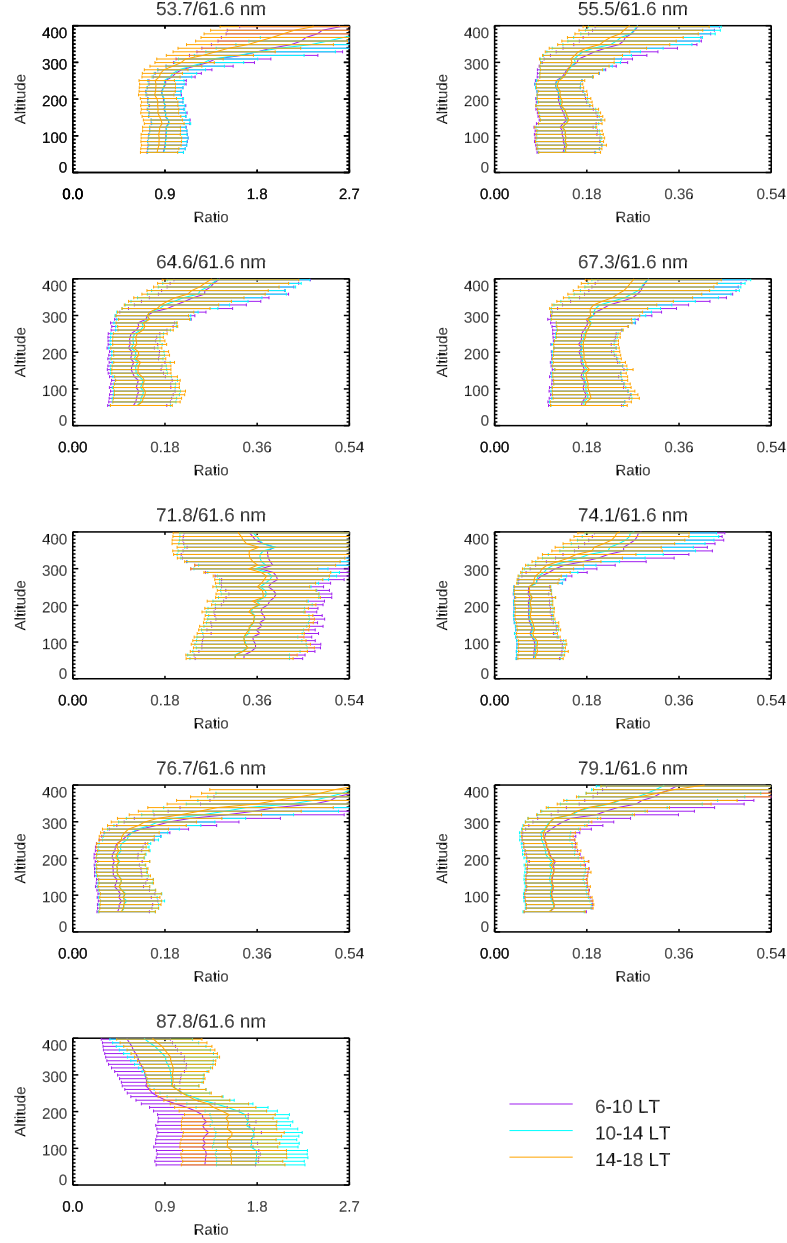 53.7/61.6 nm
400
300
200
100
0
Altitude
0.0 0.9 1.8 2.7
Ratio
55.5/61.6 nm
400
300
200
100
0
Altitude
0.00 0.18 0.36 0.54
Ratio
64.6/61.6 nm
400
300
200
100
0
Altitude
0.00 0.18 0.36 0.54
Ratio
67.3/61.6 nm
400
300
200
100
0
Altitude
0.00 0.18 0.36 0.54
Ratio
71.8/61.6 nm
400
300
200
100
0
Altitude
0.00 0.18 0.36 0.54
Ratio
74.1/61.6 nm
400
300
200
100
0
Altitude
0.00 0.18 0.36 0.54
Ratio
76.7/61.6 nm
400
300
200
100
0
Altitude
0.00 0.18 0.36 0.54
Ratio
79.1/61.6 nm
400
300
200
100
0
Altitude
0.00 0.18 0.36 0.54
Ratio
87.8/61.6 nm
400
300
200
100
0
Altitude
0.0 0.9 1.8 2.7
Ratio
6-10 LT
10-14 LT
14-18 LT